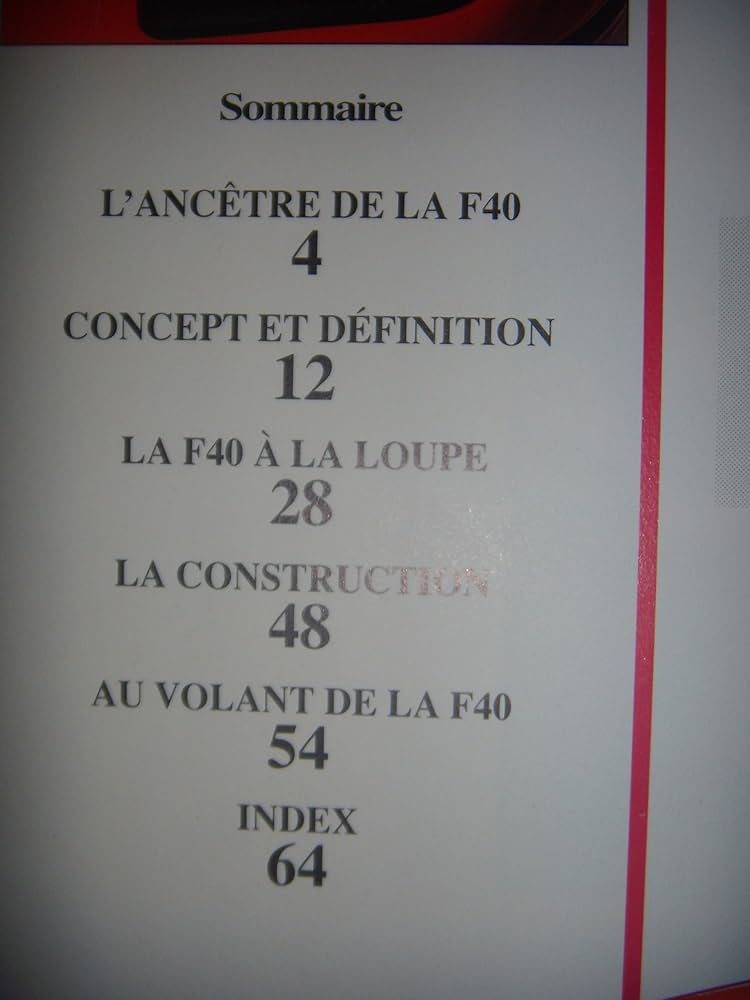 Sommaire
L'ANCÊTRE DE LA F40
4
CONCEPT ET DÉFINITION
12
LA F40 À LA LOUPE
28
LA CONSTRUCTION
48
AU VOLANT DE LA F40
54
INDEX
64